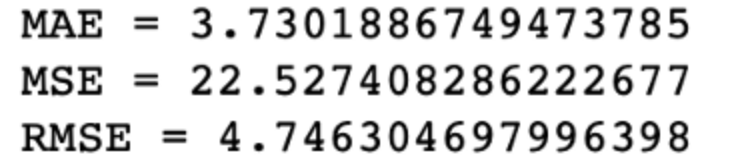 MAE = 3.7301886749473785
MSE = 22.527408286222677
RMSE = 4.746304697996398